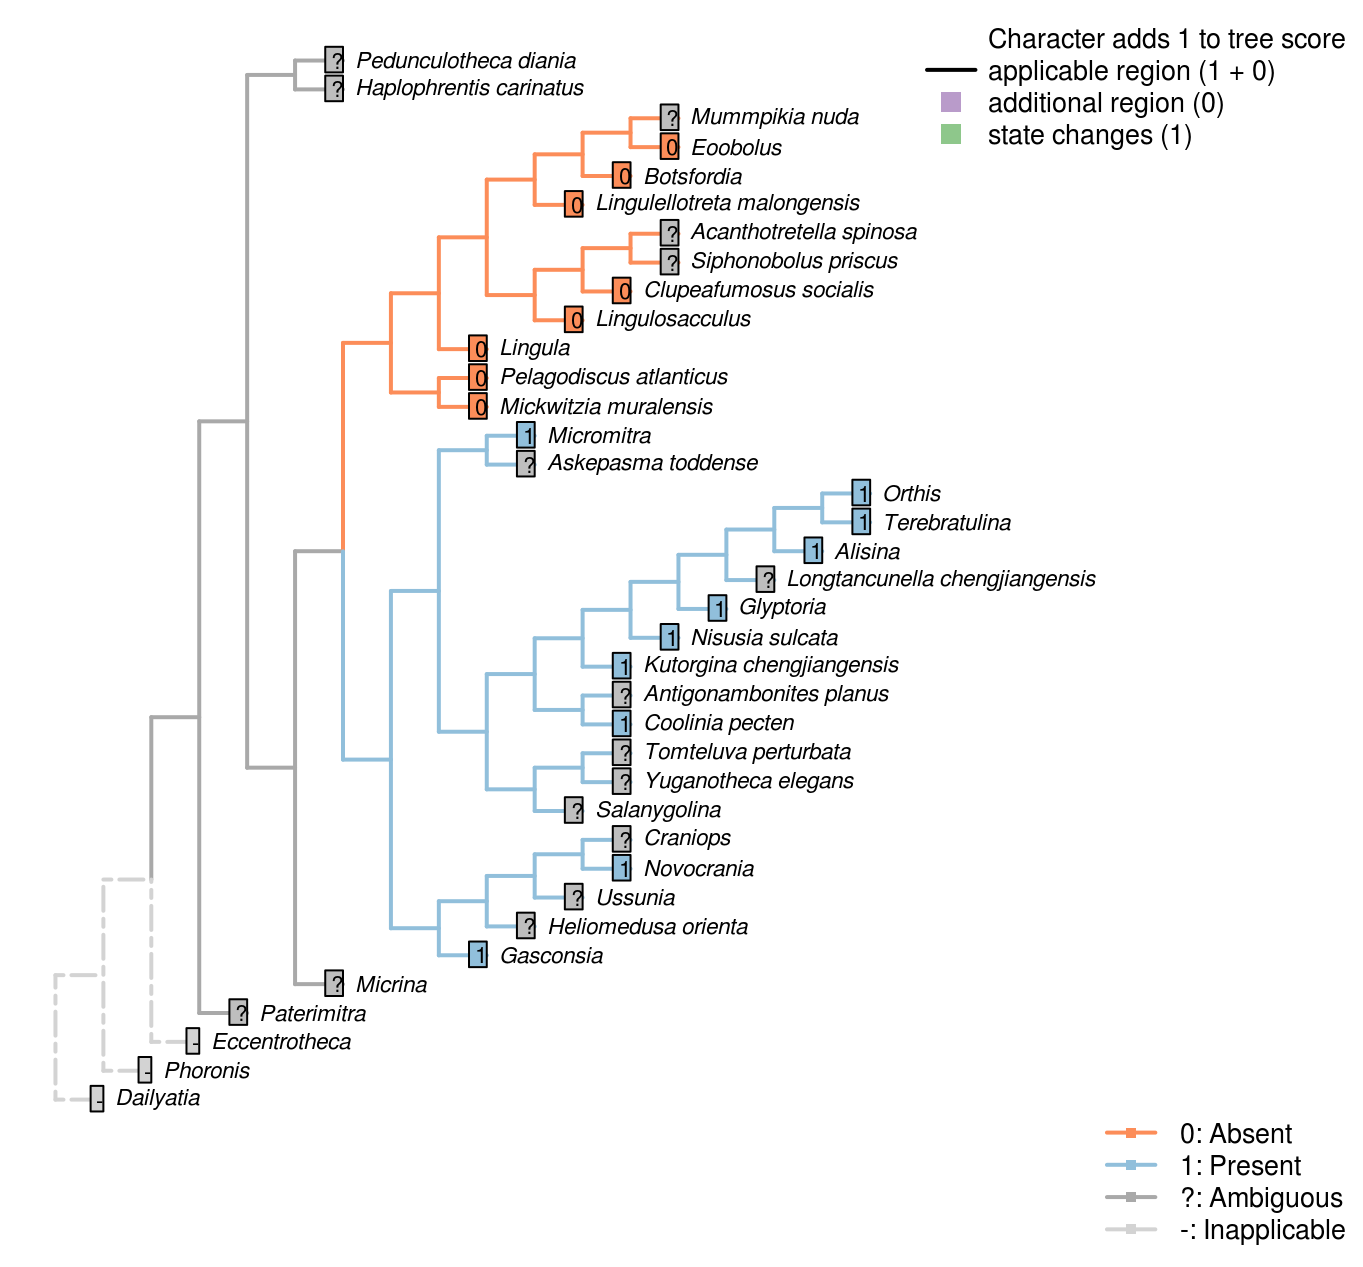 Character adds 1 to tree score
applicable region (1 + 0)
additional region (0)
state changes (1)
? Pedunculotheca diania
? Haplophrentis carinatus
? Mummpikia nuda
0 Eoobolus
0 Botsfordia
0 Lingulellotreta malongensis
? Acanthotretella spinosa
? Siphonobolus priscus
0 Clupeafumosus socialis
0 Lingulosacculus
0 Lingula
0 Pelagodiscus atlanticus
0 Mickwitzia muralensis
1 Micromitra
? Askepasma toddense
1 Orthis
1 Terebratulina
1 Alisina
? Longtancunella chengjiangensis
1 Glyptoria
1 Nisusia sulcata
1 Kutorgina chengjiangensis
? Antigonambonites planus
1 Coolinia pecten
? Tomteluva perturbata
? Yuganotheca elegans
? Salanygolina
? Craniops
1 Novocrania
? Ussunia
? Heliomedusa orienta
1 Gasconsia
? Micrina
? Paterimitra
- Eccentrotheca
- Phoronis
- Dailyatia
0: Absent
1: Present
?: Ambiguous
-: Inapplicable